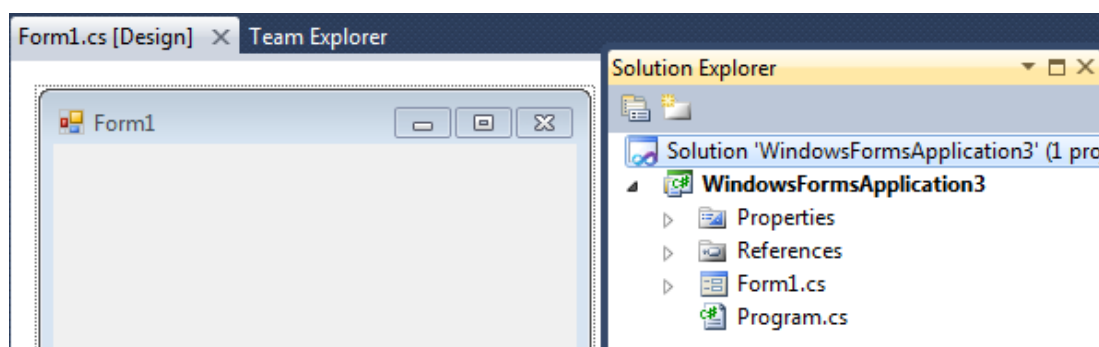 Form1.cs [Design] Team Explorer
Solution Explorer
Form1
Solution 'WindowsFormsApplication3' (1 pro
WindowsFormsApplication3
Properties
References
Form1.cs
Program.cs